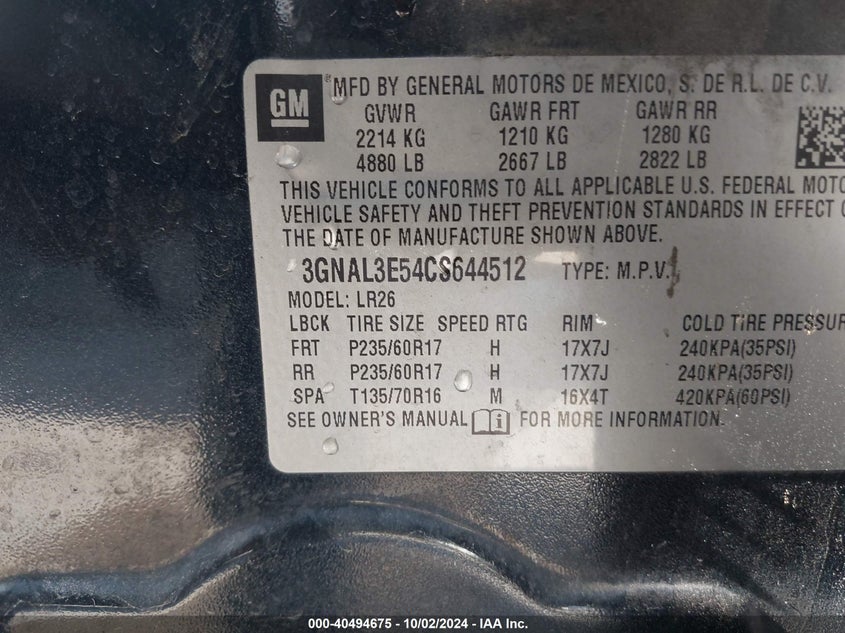 GM
® MFD BY GENERAL MOTORS DE MEXICO, S. DE R.L. DE C.V.
GVWR GAWR FRT GAWR RR
2214 KG 1210 KG 1280 KG
4880 LB 2667 LB 2822 LB
THIS VEHICLE CONFORMS TO ALL APPLICABLE U.S. FEDERAL MOTO
VEHICLE SAFETY AND THEFT PREVENTION STANDARDS IN EFFECT O
THE DATE OF MANUFACTURE SHOWN ABOVE.
3GNAL3E54CS644512 TYPE: M.P.V.
MODEL: LR26
LBCK TIRE SIZE SPEED RTG RIM COLD TIRE PRESSUR
FRT P235/60R17 H 17X7J 240KPA(35PSI)
RR P235/60R17 H 17X7J 240KPA(35PSI)
SPA T135/70R16 M 16X4T 420KPA(60PSI)
SEE OWNER'S MANUAL i FOR MORE INFORMATION.
000-40494675 - 10/02/2024 - IAA Inc.